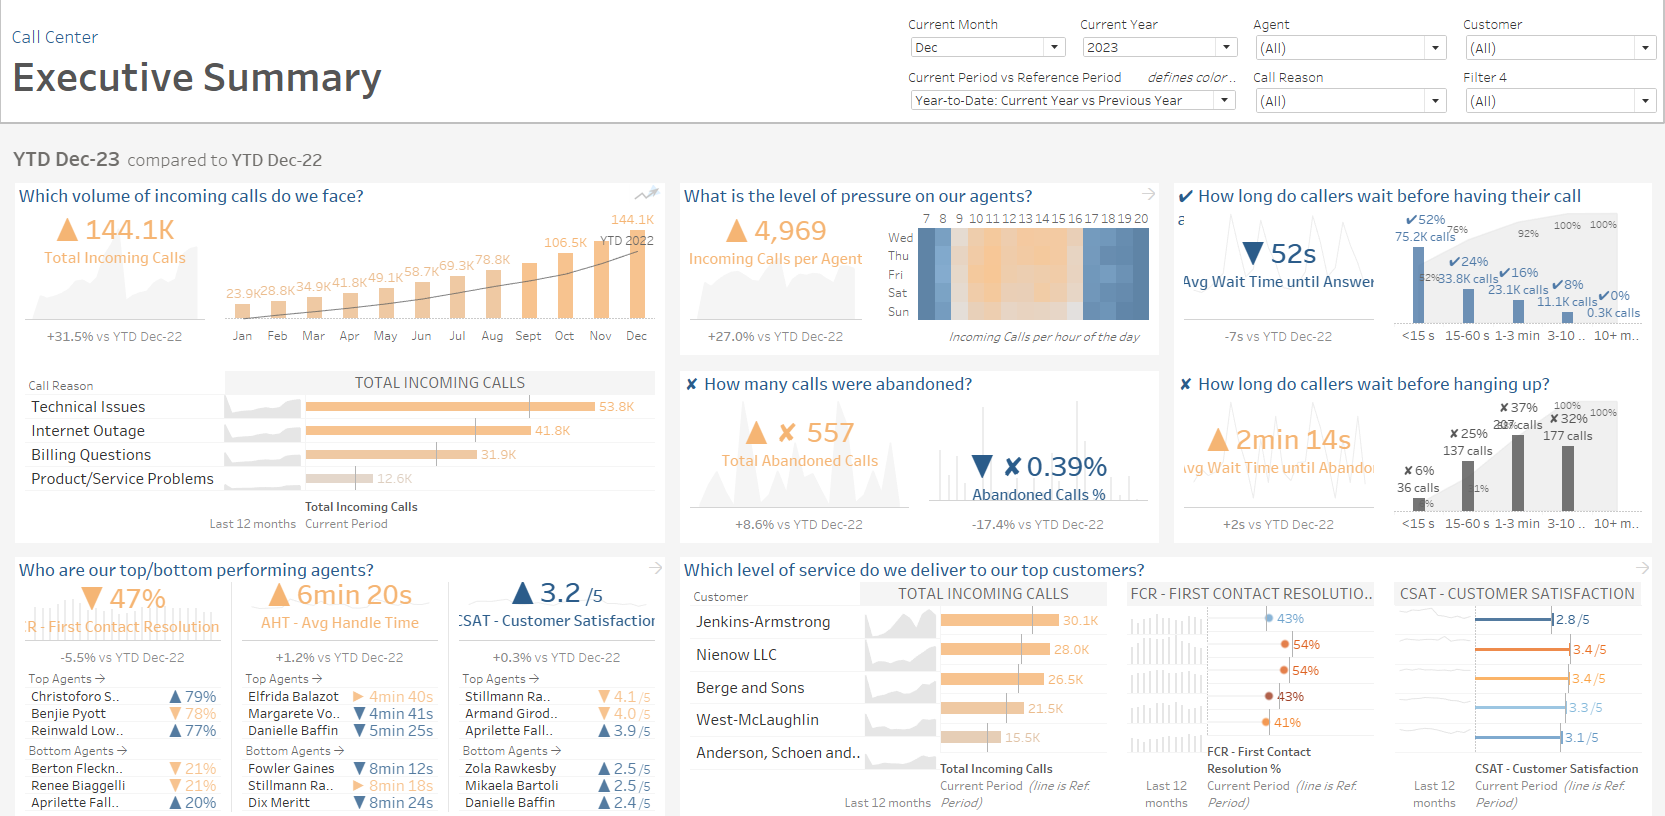 Call Center
Executive Summary
Current Month
Current Year
Agent
Customer
Dec
2023
(All)
(All)
Current Period vs Reference Period defines color ..
Call Reason
Filter 4
Year-to-Date: Current Year vs Previous Year
(All)
(All)
YTD Dec-23 compared to YTD Dec-22
Which volume of incoming calls do we face?
▲ 144.1K
Total Incoming Calls
+31.5% vs YTD Dec-22
144.1K
YTD 2022
106.5K
23.9K 28.8K 34.9K 41.8K 49.1K 58.7K 69.3K 78.8K
Jan Feb Mar Apr May Jun Jul Aug Sept Oct Nov Dec
Call Reason TOTAL INCOMING CALLS
Technical Issues 53.8K
Internet Outage 41.8K
Billing Questions 31.9K
Product/Service Problems 12.6K
Total Incoming Calls
Last 12 months Current Period
What is the level of pressure on our agents?
▲ 4,969
Incoming Calls per Agent
+27.0% vs YTD Dec-22
7 8 9 10 11 12 13 14 15 16 17 18 19 20
Wed
Thu
Fri
Sat
Sun
Incoming Calls per hour of the day
✘ How many calls were abandoned?
▲ ✘ 557
Total Abandoned Calls
+8.6% vs YTD Dec-22
▼ ✘ 0.39%
Abandoned Calls %
-17.4% vs YTD Dec-22
✔ How long do callers wait before having their call
a
▼ 52s
Avg Wait Time until Answer
-7s vs YTD Dec-22
✔52%
75.2K calls
76%
92%
100%
100%
52%
✔24%
33.8K calls
✔16%
23.1K calls
✔8%
11.1K calls
✔0%
0.3K calls
<15 s 15-60 s 1-3 min 3-10 .. 10+ m..
✘ How long do callers wait before hanging up?
▲ 2min 14s
vg Wait Time until Abando
+2s vs YTD Dec-22
✘6%
36 calls
✘25%
137 calls
✘37%
207 calls
100%
✘32%
177 calls
100%
<15 s 15-60 s 1-3 min 3-10 .. 10+ m..
Who are our top/bottom performing agents?
▼ 47%
R - First Contact Resolution
-5.5% vs YTD Dec-22
Top Agents →
Christoforo S.. ▲ 79%
Benjie Pyott ▼ 78%
Reinwald Low.. ▲ 77%
Bottom Agents →
Berton Fleckn.. ▼ 21%
Renee Biaggelli ▼ 21%
Aprilette Fall.. ▲ 20%
▲ 6min 20s
AHT - Avg Handle Time
+1.2% vs YTD Dec-22
Top Agents →
Elfrida Balazot ▶ 4min 40s
Margarete Vo.. ▼ 4min 41s
Danielle Baffin ▼ 5min 25s
Bottom Agents →
Fowler Gaines ▼ 8min 12s
Stillmann Ra.. ▶ 8min 18s
Dix Meritt ▼ 8min 24s
▲ 3.2 /5
CSAT - Customer Satisfaction
+0.3% vs YTD Dec-22
Top Agents →
Stillmann Ra.. ▼ 4.1 /5
Armand Girod.. ▼ 4.0 /5
Aprilette Fall.. ▲ 3.9 /5
Bottom Agents →
Zola Rawkesby ▲ 2.5 /5
Mikaela Bartoli ▲ 2.5 /5
Danielle Baffin ▲ 2.4 /5
Which level of service do we deliver to our top customers?
Customer TOTAL INCOMING CALLS FCR - FIRST CONTACT RESOLUTIO... CSAT - CUSTOMER SATISFACTION
Jenkins-Armstrong 30.1K 43% 2.8 /5
Nienow LLC 28.0K 54% 3.4 /5
Berge and Sons 26.5K 54% 3.4 /5
West-McLaughlin 21.5K 43% 3.3 /5
Anderson, Schoen and.. 15.5K 41% 3.1 /5
Total Incoming Calls
Current Period (line is Ref. Period)
Last 12 months
FCR - First Contact Resolution %
Current Period (line is Ref. Period)
Last 12 months
CSAT - Customer Satisfaction
Current Period (line is Ref. Period)
Last 12 months